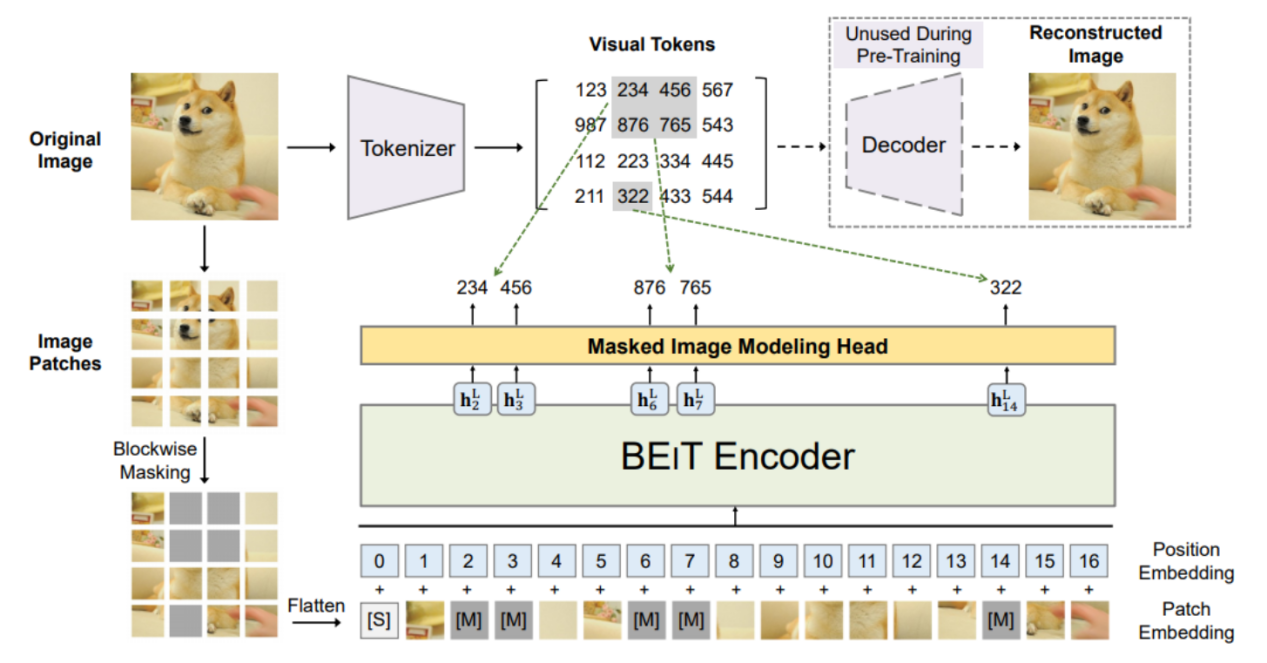 Visual Tokens
Unused During
Pre-Training
Reconstructed
Image
Original
Image
Tokenizer
123 234 456 567
987 876 765 543
112 223 334 445
211 322 433 544
Decoder
234 456 876 765 322
Image
Patches
Masked Image Modeling Head
h₂ᴸ h₃ᴸ h₆ᴸ h₇ᴸ h₁₄ᴸ
Blockwise
Masking
BEIT Encoder
0 1 2 3 4 5 6 7 8 9 10 11 12 13 14 15 16
Position
Embedding
+ + + + + + + + + + + + + + + + +
Flatten
[S] [M] [M] [M] [M] [M]
Patch
Embedding